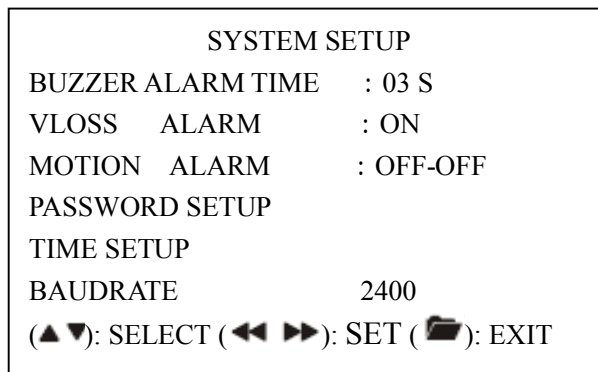 SYSTEM SETUP
BUZZER ALARM TIME : 03 S
VLOSS ALARM : ON
MOTION ALARM : OFF-OFF
PASSWORD SETUP
TIME SETUP
BAUDRATE 2400
(▲▼): SELECT (◀◀ ▶▶): SET (📁): EXIT